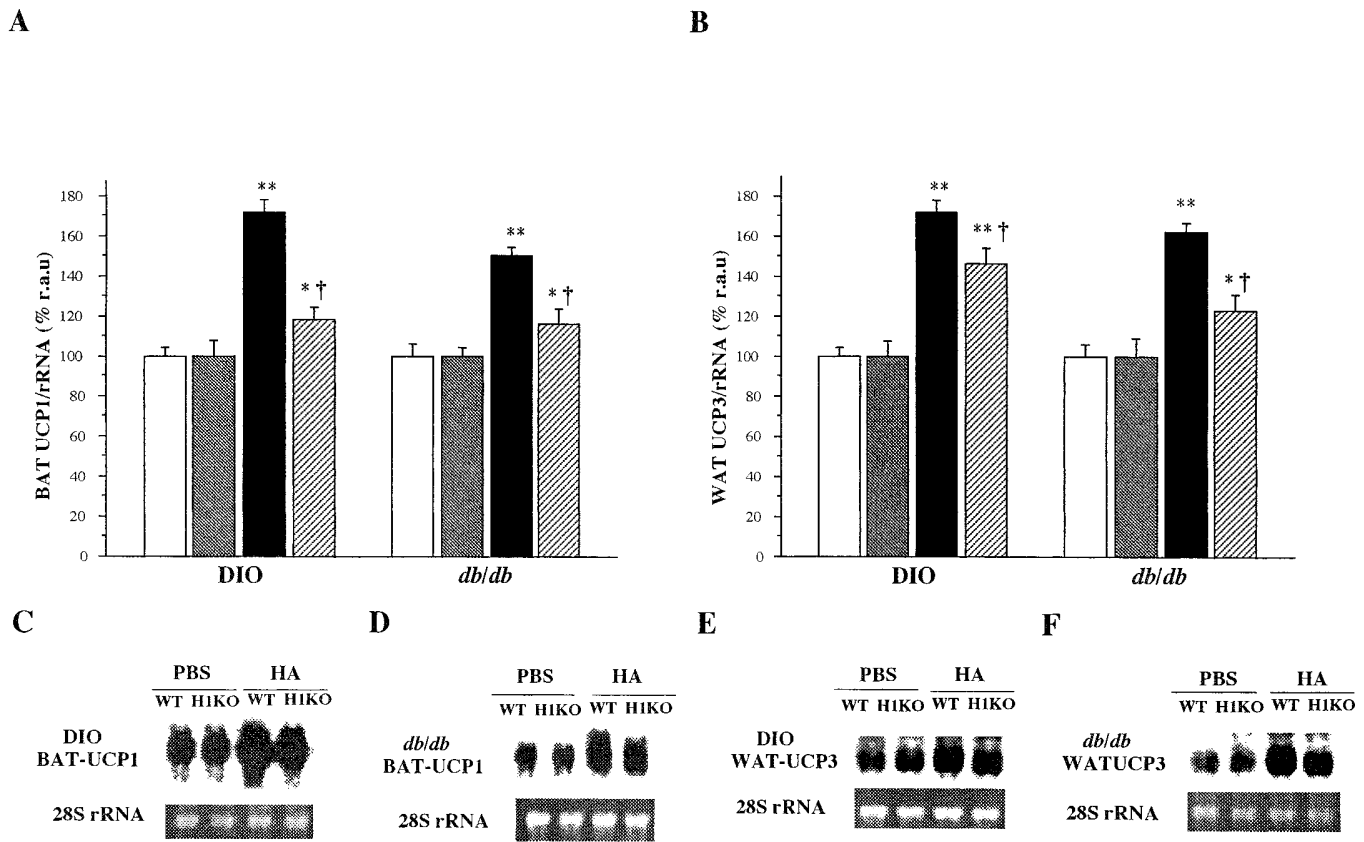 A
B
BAT UCP1/rRNA (% r.a.u)
180
160
140
120
100
80
60
40
20
0
**
* †
**
* †
DIO
db/db
WAT UCP3/rRNA (% r.a.u)
180
160
140
120
100
80
60
40
20
0
**
** †
**
* †
DIO
db/db
C
D
E
F
PBS HA
WT H1KO WT H1KO
DIO
BAT-UCP1
28S rRNA
PBS HA
WT H1KO WT H1KO
db/db
BAT-UCP1
28S rRNA
PBS HA
WT H1KO WT H1KO
DIO
WAT-UCP3
28S rRNA
PBS HA
WT H1KO WT H1KO
db/db
WATUCP3
28S rRNA